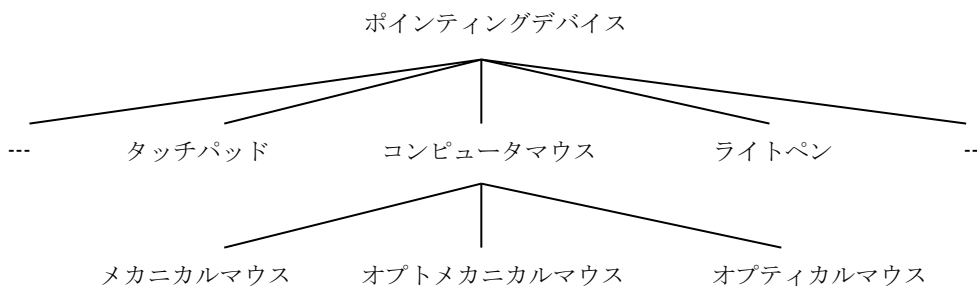 ポインティングデバイス
--- タッチパッド コンピュータマウス ライトペン --
メカニカルマウス オプトメカニカルマウス オプティカルマウス